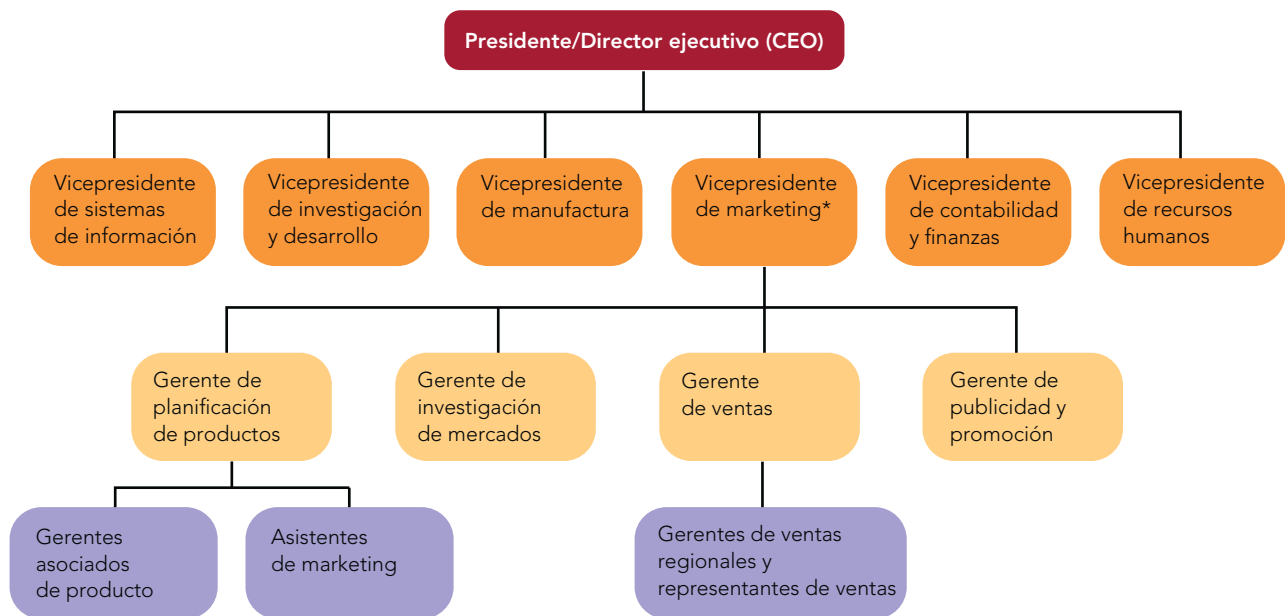 Presidente/Director ejecutivo (CEO)
Vicepresidente
de sistemas
de información
Vicepresidente
de investigación
y desarrollo
Vicepresidente
de manufactura
Vicepresidente
de marketing*
Vicepresidente
de contabilidad
y finanzas
Vicepresidente
de recursos
humanos
Gerente de
planificación
de productos
Gerente de
investigación
de mercados
Gerente
de ventas
Gerente de
publicidad y
promoción
Gerentes
asociados
de producto
Asistentes
de marketing
Gerentes de ventas
regionales y
representantes de ventas